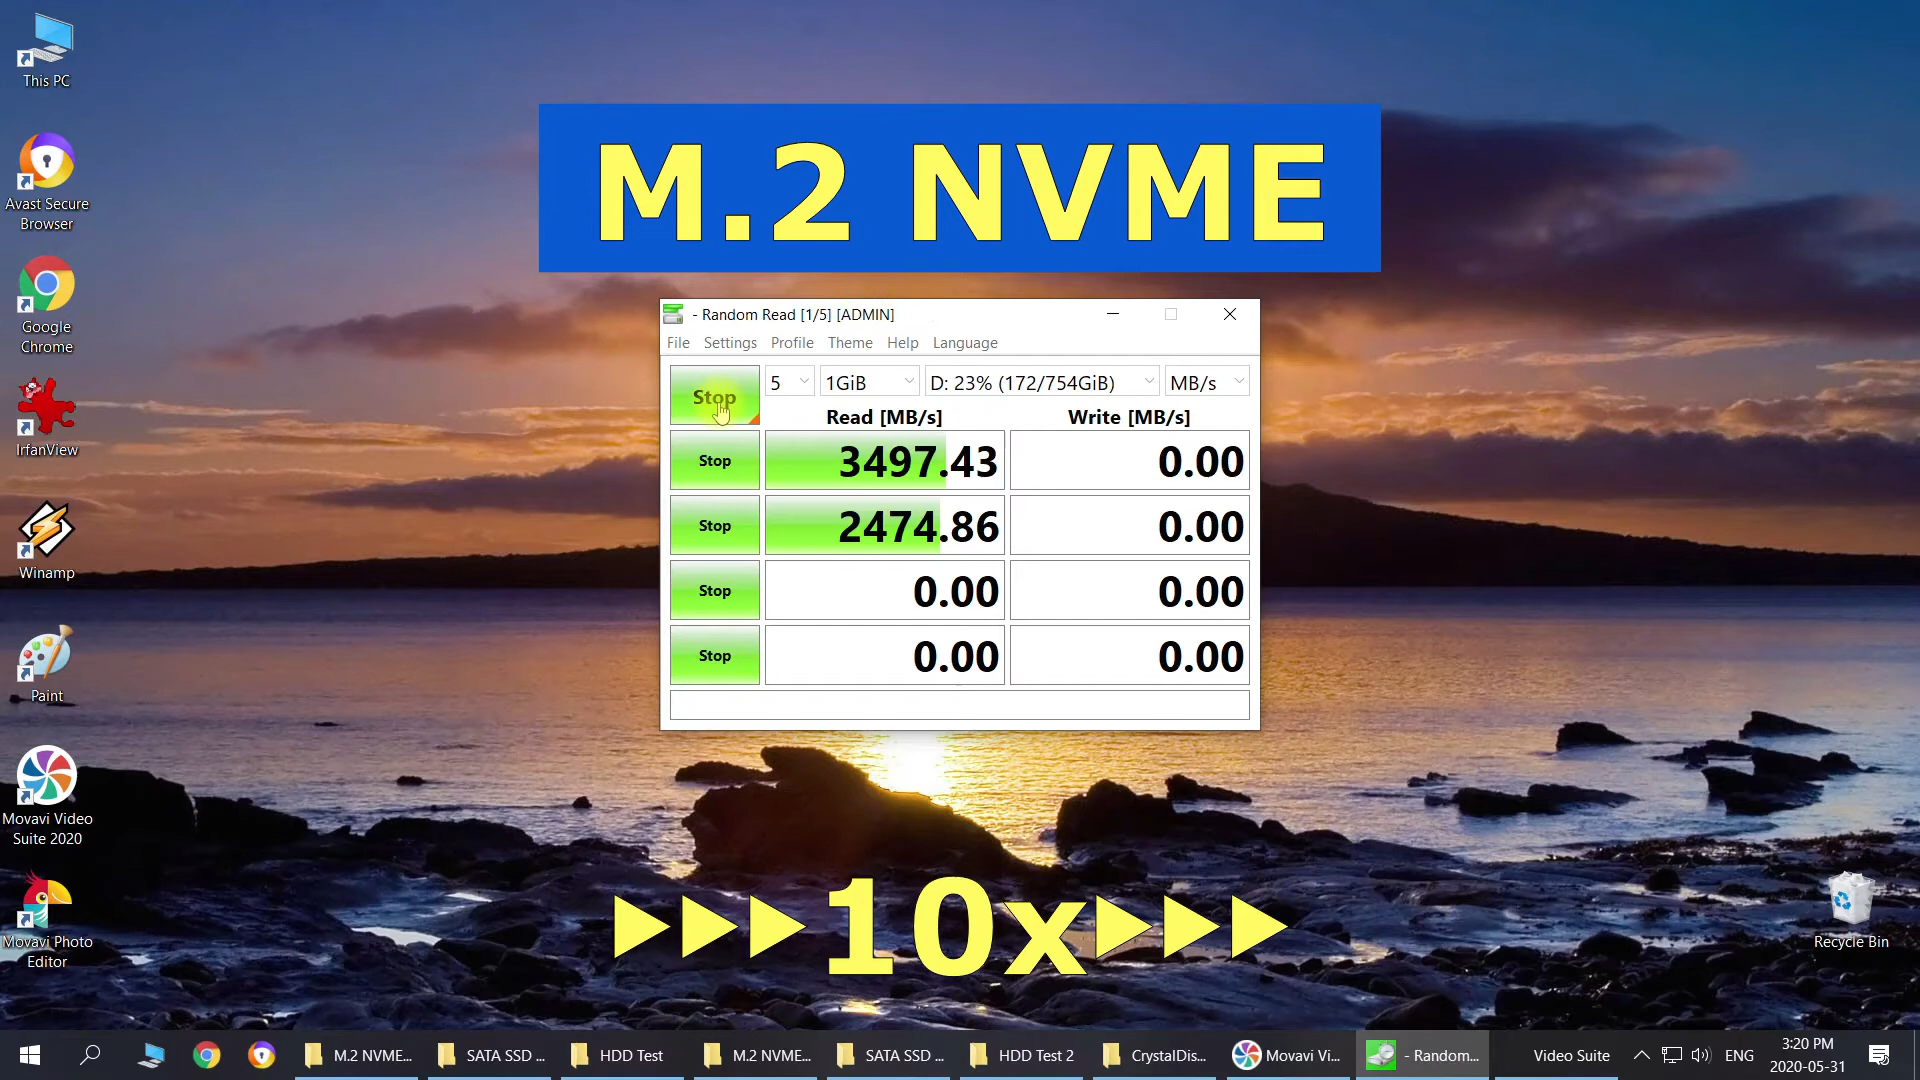 This PC
Avast Secure
Browser
Google
Chrome
IrfanView
Winamp
Paint
Movavi Video
Suite 2020
Movavi Photo
Editor
M.2 NVME
- Random Read [1/5] [ADMIN]
File Settings Profile Theme Help Language
Stop 5 1GiB D: 23% (172/754GiB) MB/s
Read [MB/s] Write [MB/s]
Stop 3497.43 0.00
Stop 2474.86 0.00
Stop 0.00 0.00
Stop 0.00 0.00
10x
Recycle Bin
M.2 NVME... SATA SSD ... HDD Test M.2 NVME... SATA SSD ... HDD Test 2 CrystalDis... Movavi Vi... - Random... Video Suite ENG
3:20 PM
2020-05-31